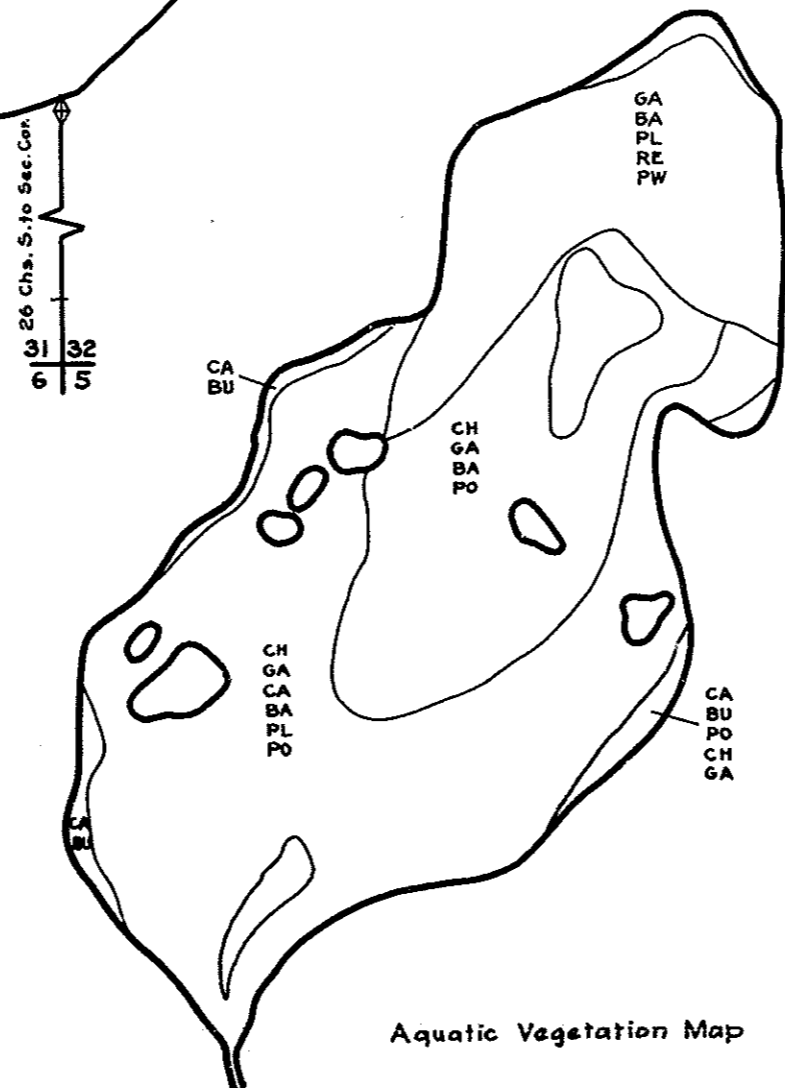 GA
BA
PL
RE
PW
26 Chs. S. to Sec. Cor.
31 32
6 5
CA
BU
CH
GA
BA
PO
CH
GA
CA
BA
PL
PO
CA
BU
PO
CH
GA
CA
BU
Aquatic Vegetation Map